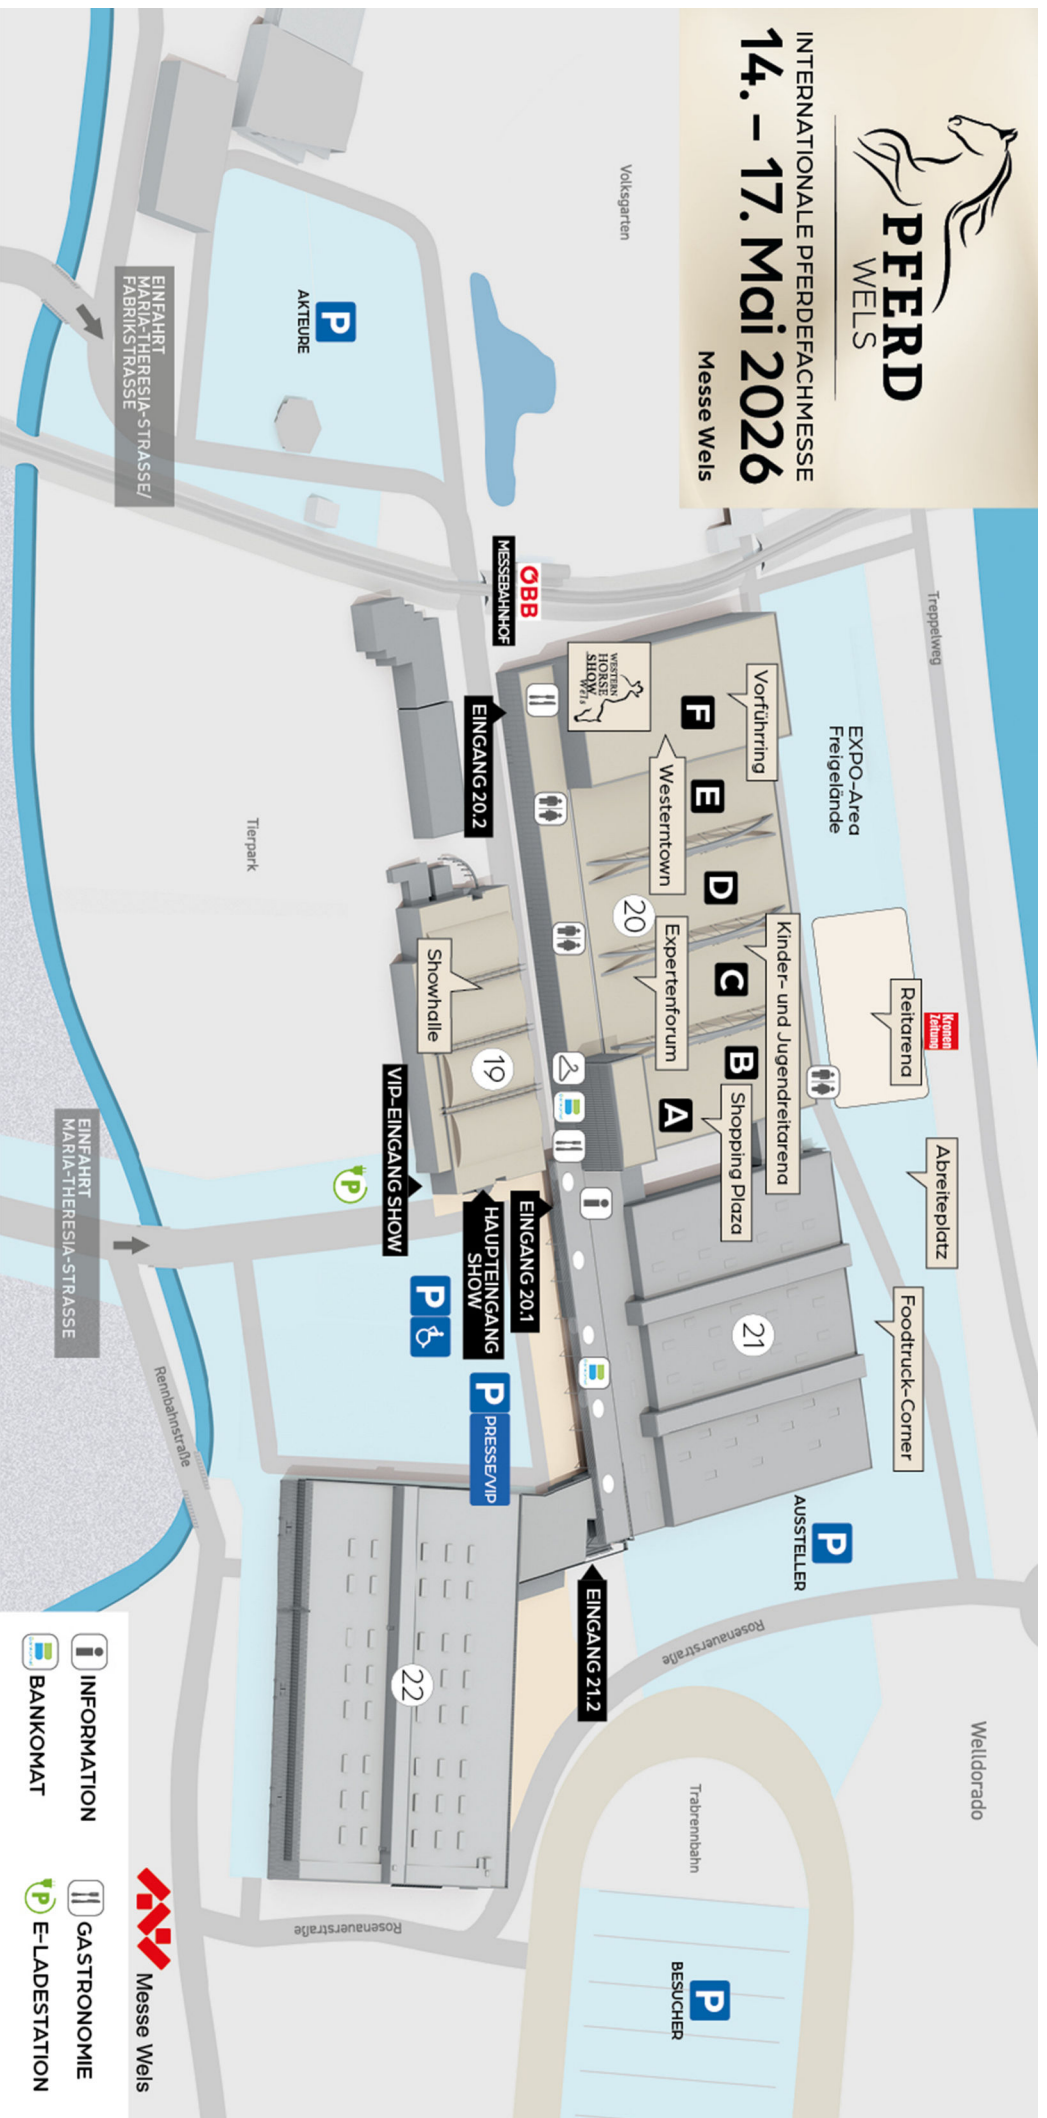 PFERD
WELS
INTERNATIONALE PFERDEFACHMESSE
14. – 17. Mai 2026
Messe Wels
Volksgarten
P
AKTEURE
EINFAHRT
MARIA-THERESIA-STRASSE/
FABRIKSTRASSE
ÖBB
MESSEBAHNHOF
Treppelweg
EXPO-Area
Freigelände
Vorführring
WESTERN
HORSE
SHOW
Wels
Westerntown
F
E
D
C
B
A
20
EINGANG 20.2
Tierpark
Kinder- und Jugendreitarena
Expertenforum
Shopping Plaza
Showhalle
19
Reitarena
Kronen
Zeitung
Abreiteplatz
Foodtruck-Corner
VIP-EINGANG SHOW
HAUPTEINGANG
SHOW
EINGANG 20.1
P
P
P
PRESSE/VIP
EINFAHRT
MARIA-THERESIA-STRASSE
Rennbahnstraße
21
P
AUSSTELLER
EINGANG 21.2
Rosenauerstraße
22
Welldorado
Trabrennbahn
Rosenauerstraße
P
BESUCHER
i INFORMATION
BANKOMAT
GASTRONOMIE
P E-LADESTATION
Messe Wels